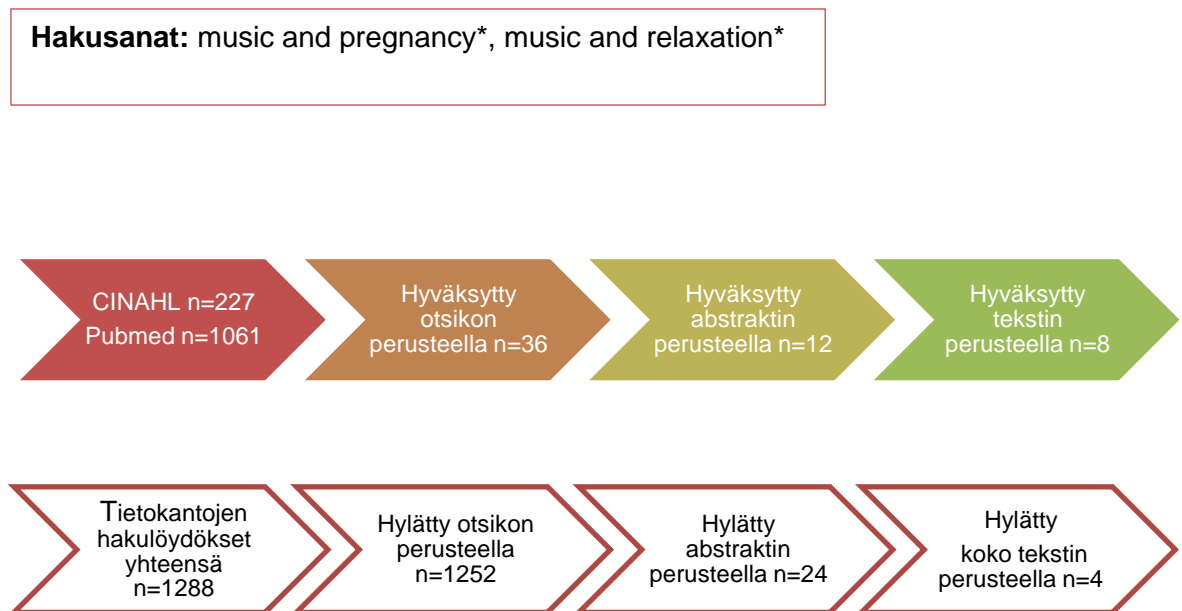 Hakusanat: music and pregnancy*, music and relaxation*
CINAHL n=227
Pubmed n=1061
Hyväksytty
otsikon
perusteella n=36
Hyväksytty
abstraktin
perusteella n=12
Hyväksytty
tekstin
perusteella n=8
Tietokantojen
hakulöydökset
yhteensä
n=1288
Hylätty otsikon
perusteella
n=1252
Hylätty
abstraktin
perusteella n=24
Hylätty
koko tekstin
perusteella n=4